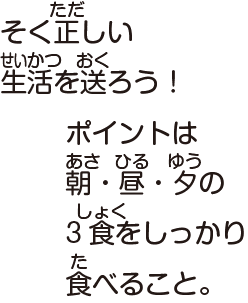 そく正しい
生活を送ろう！
ポイントは
朝・昼・夕の
3食をしっかり
食べること。